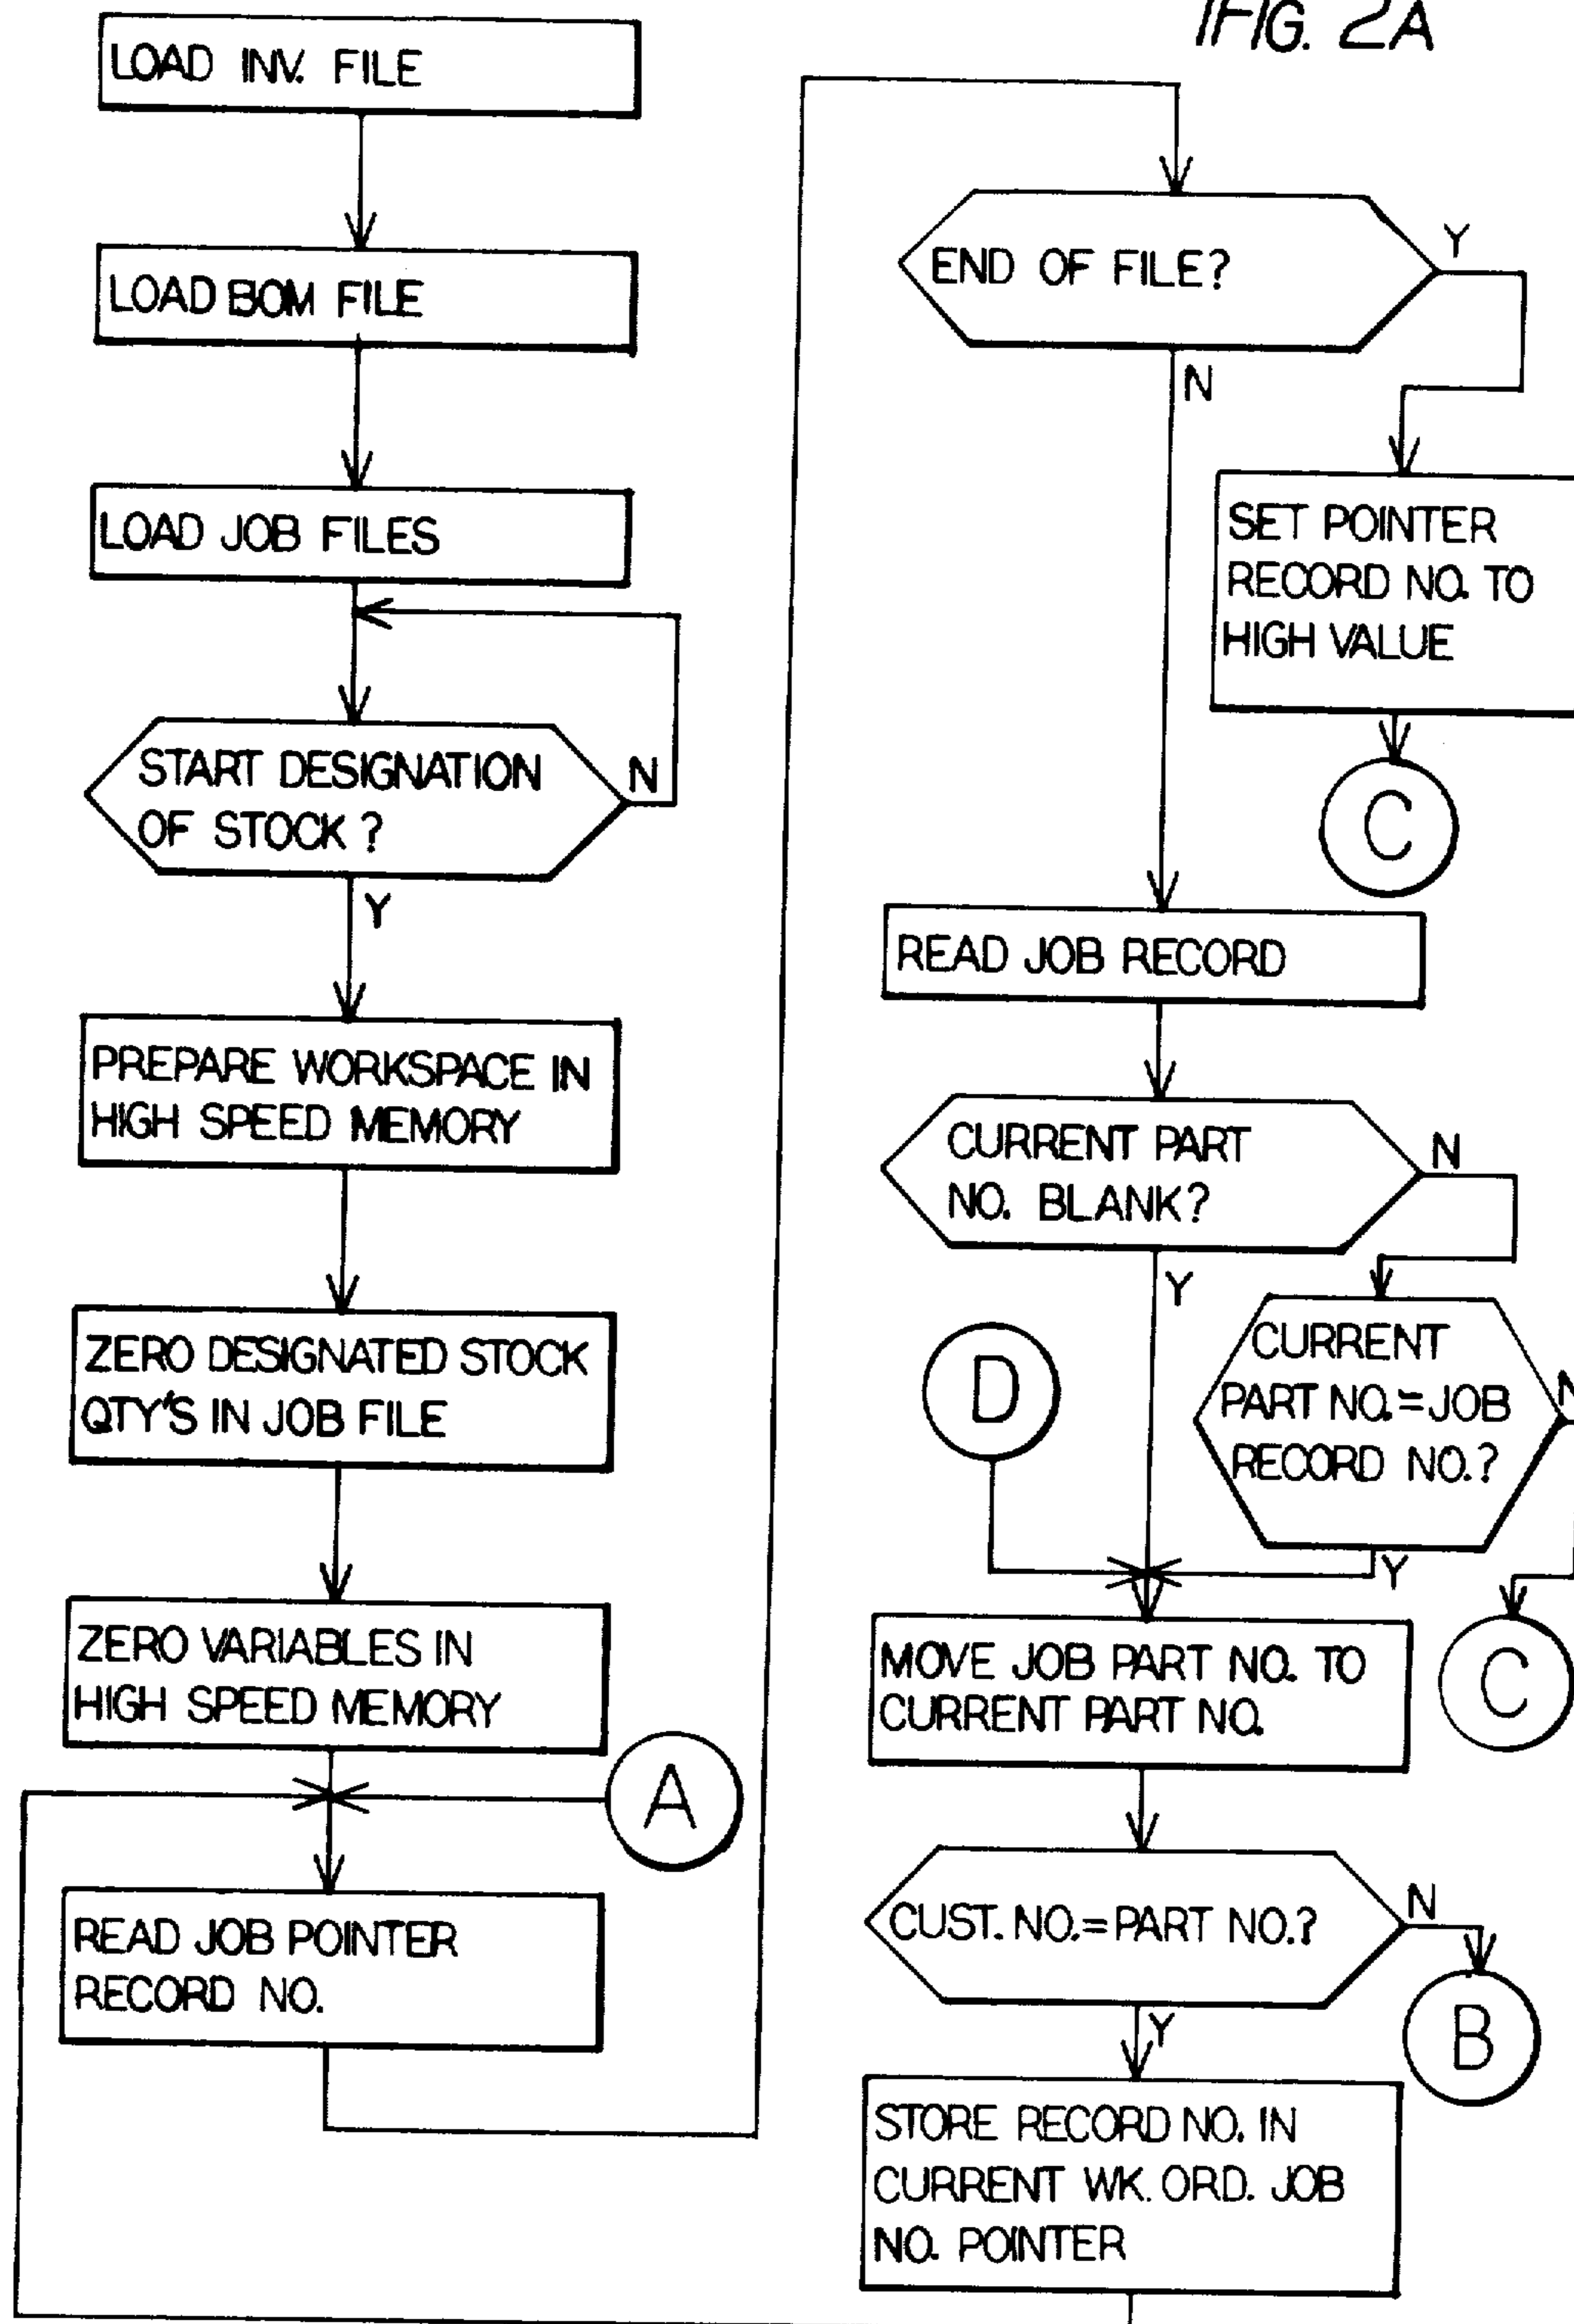 FIG. 2A
LOAD INV. FILE
LOAD BOM FILE
LOAD JOB FILES
START DESIGNATION
OF STOCK?
N
Y
PREPARE WORKSPACE IN
HIGH SPEED MEMORY
ZERO DESIGNATED STOCK
QTY'S IN JOB FILE
ZERO VARIABLES IN
HIGH SPEED MEMORY
A
READ JOB POINTER
RECORD NO.
END OF FILE?
Y
N
SET POINTER
RECORD NO. TO
HIGH VALUE
C
READ JOB RECORD
CURRENT PART
NO. BLANK?
N
Y
CURRENT
PART NO.=JOB
RECORD NO.?
N
Y
D
C
MOVE JOB PART NO. TO
CURRENT PART NO.
CUST. NO.=PART NO.?
N
B
Y
STORE RECORD NO. IN
CURRENT WK. ORD. JOB
NO. POINTER